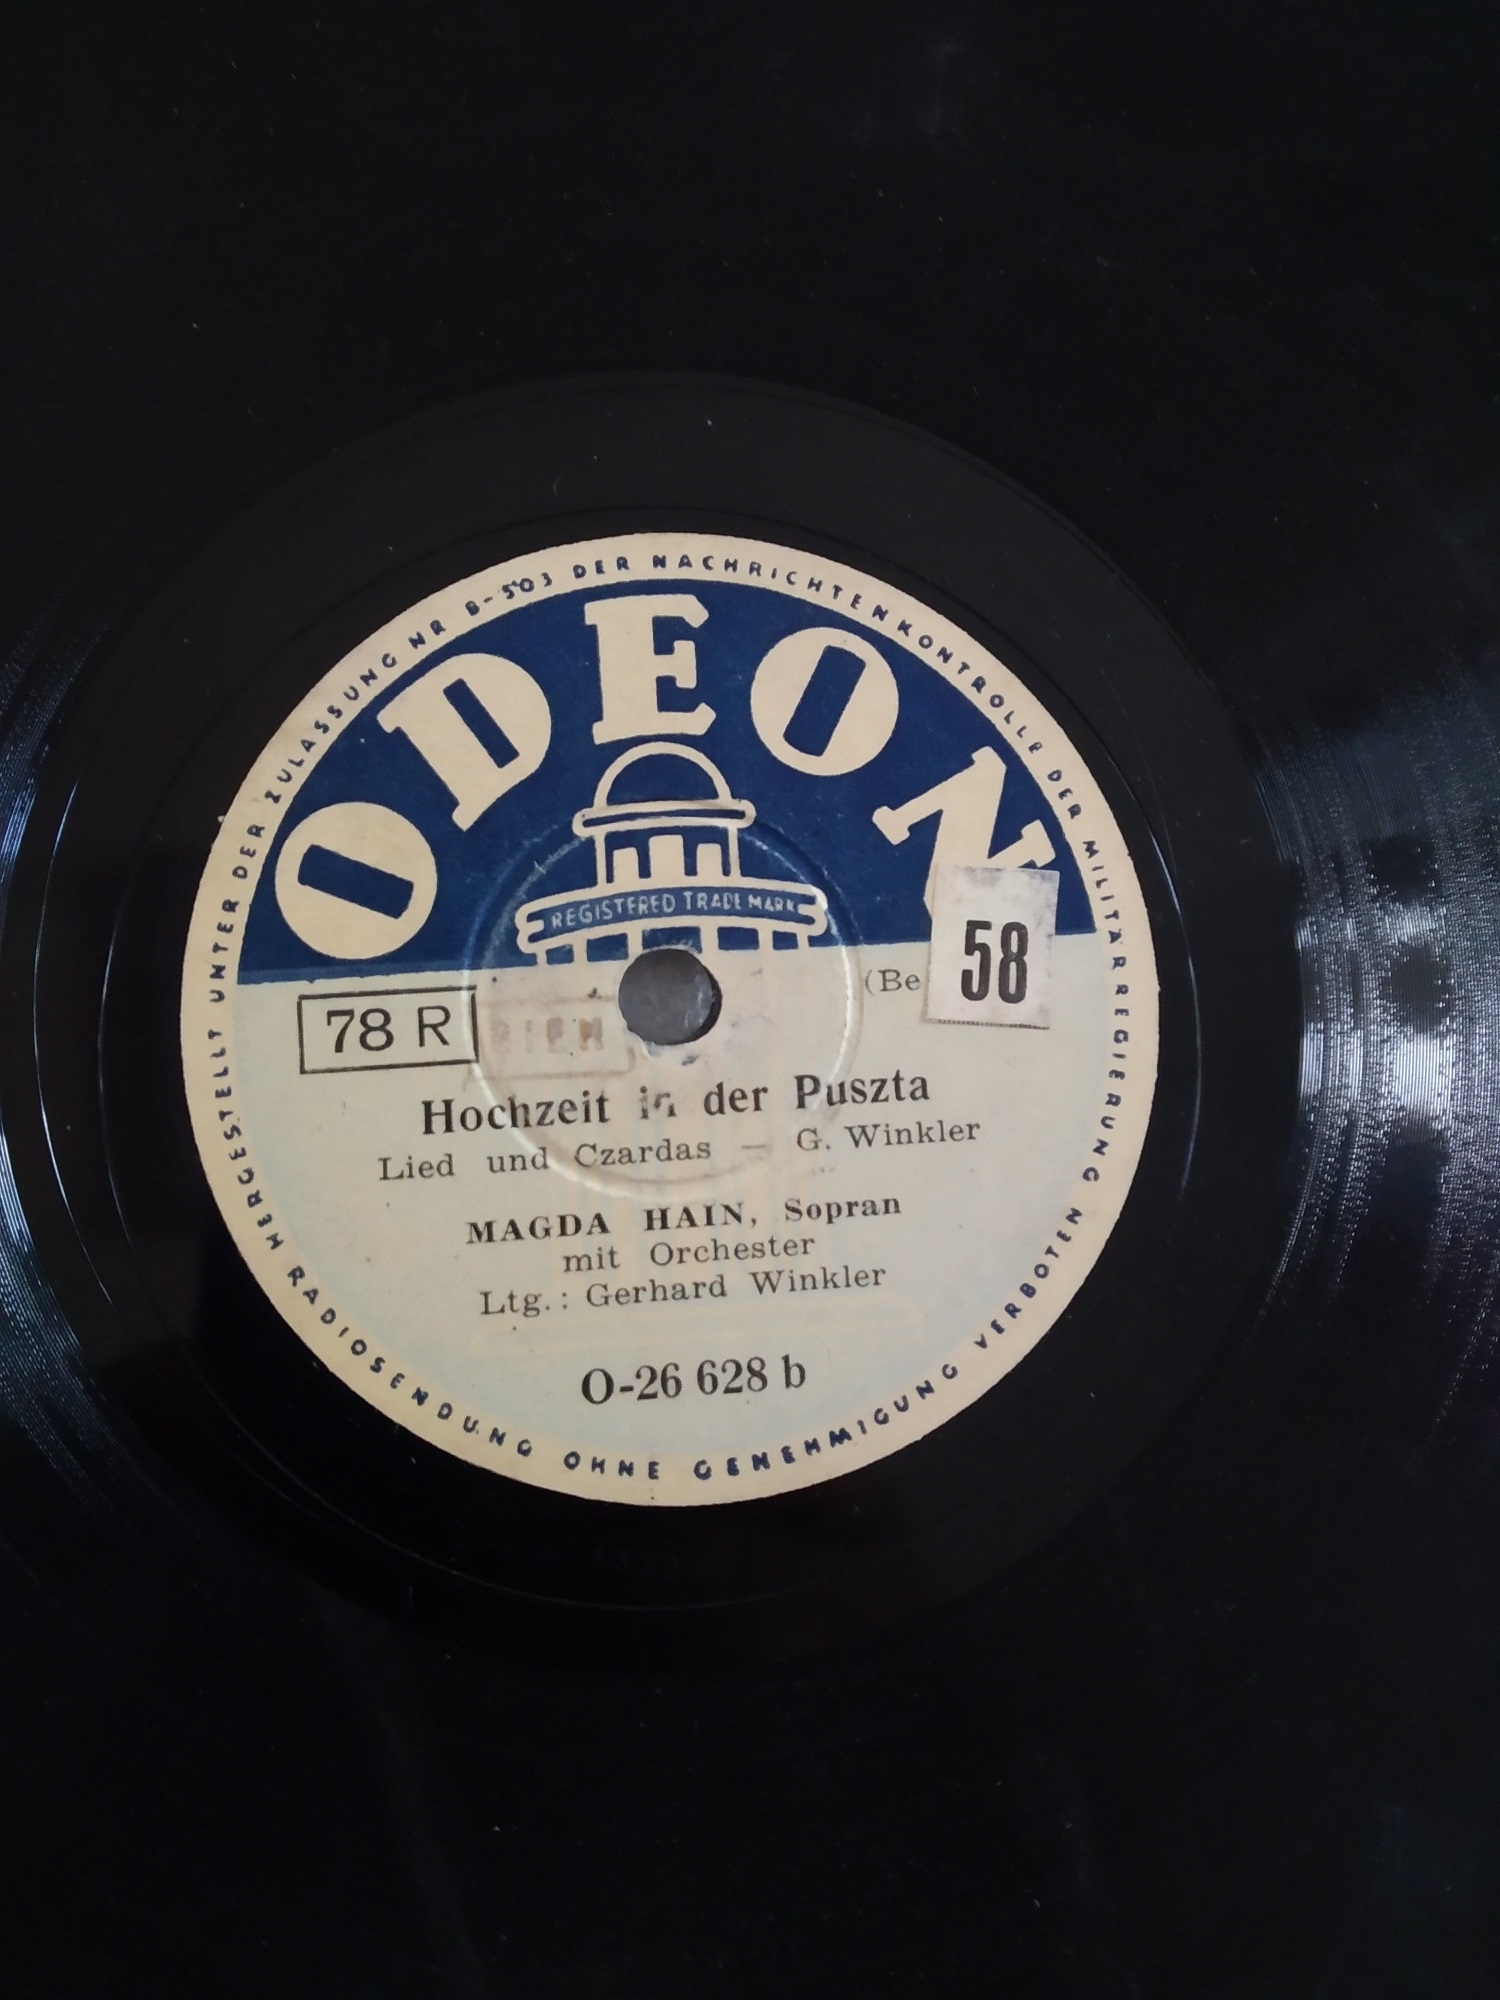 HERGESTELLT UNTER DER ZULASSUNG NR B-503 DER NACHRICHTENKONTROLLE DER MILITÄRREGIERUNG
ODEON
REGISTERED TRADE MARK
(Be
58
78 R
Hochzeit in der Puszta
Lied und Czardas — G. Winkler
MAGDA HAIN, Sopran
mit Orchester
Ltg.: Gerhard Winkler
O-26 628 b
RADIOSENDUNG OHNE GENEHMIGUNG VERBOTEN